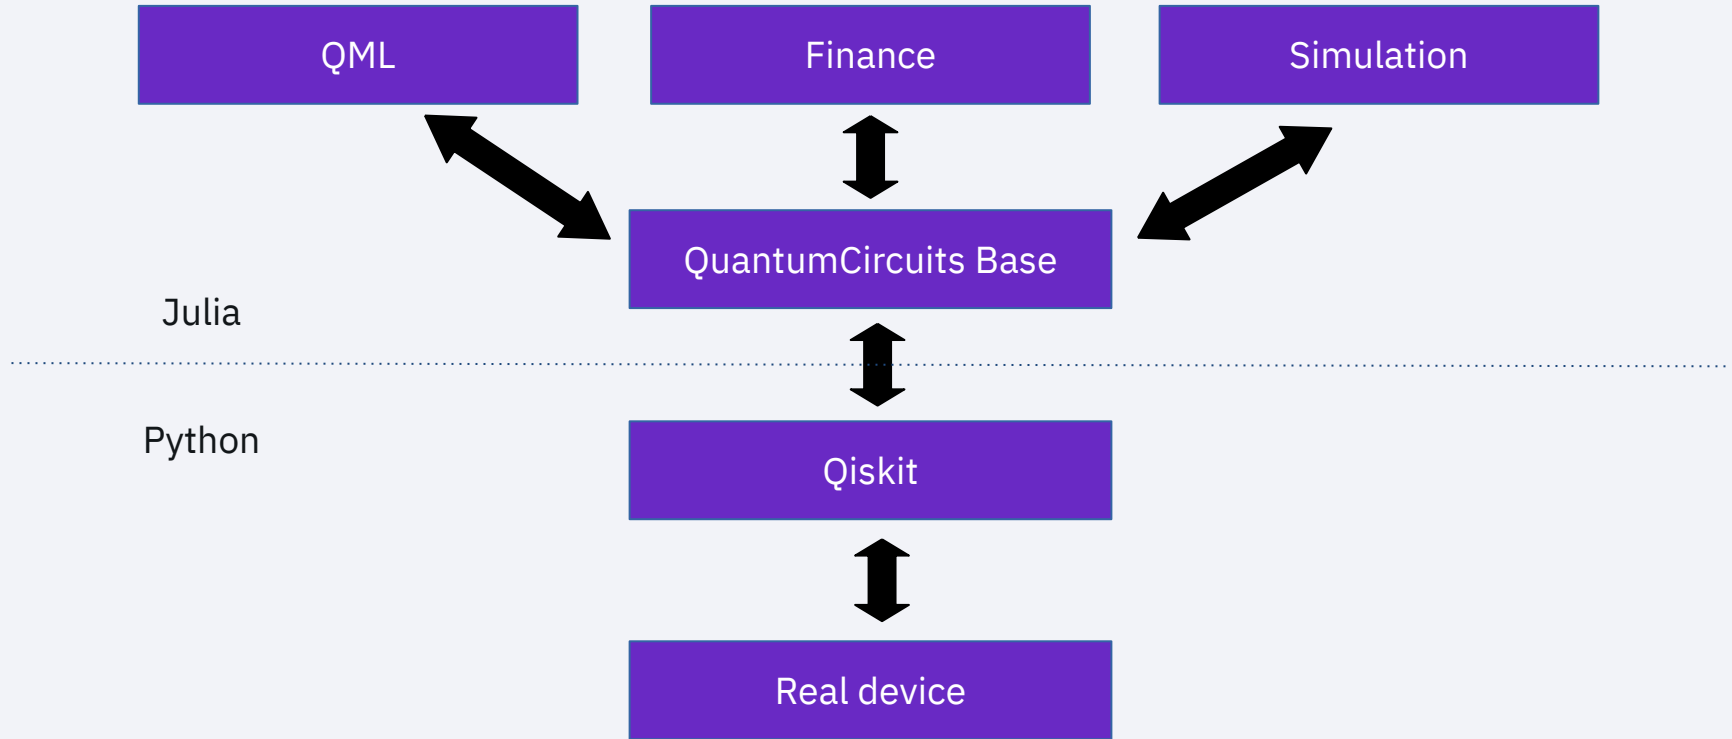 QML
Finance
Simulation
QuantumCircuits Base
Julia
Python
Qiskit
Real device